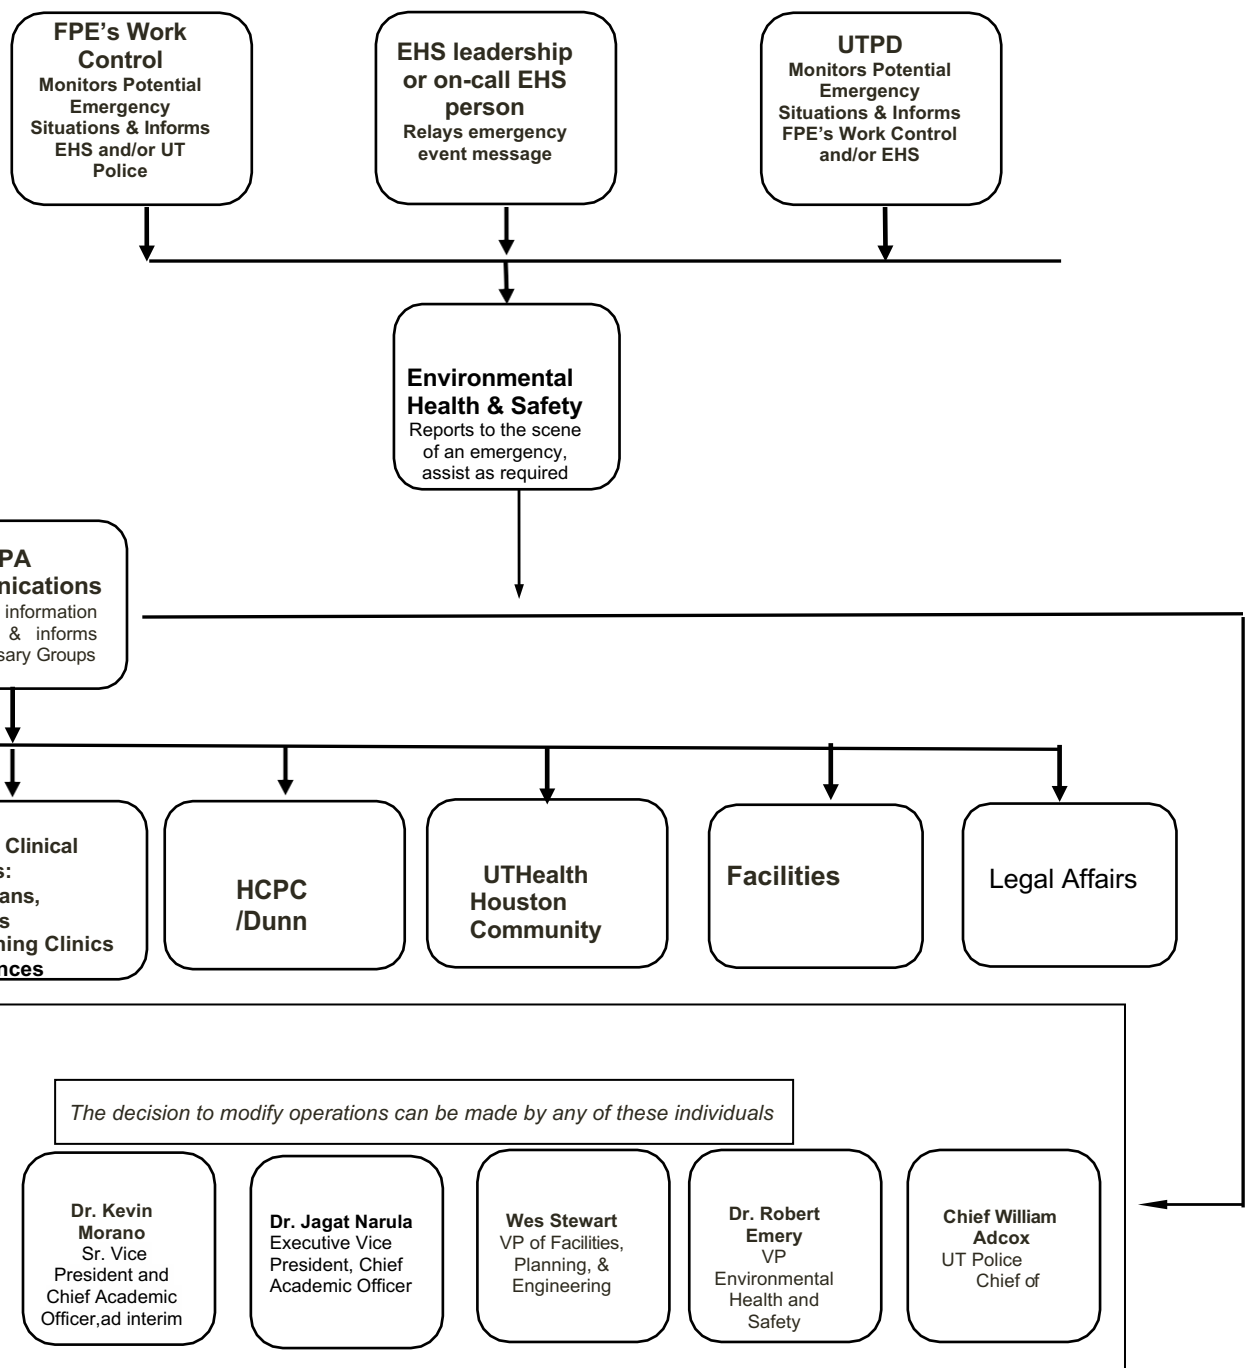 FPE's Work
Control
Monitors Potential
Emergency
Situations & Informs
EHS and/or UT
Police
EHS leadership
or on-call EHS
person
Relays emergency
event message
UTPD
Monitors Potential
Emergency
Situations & Informs
FPE's Work Control
and/or EHS
Environmental
Health & Safety
Reports to the scene
of an emergency,
assist as required
PA
nications
information
& informs
sary Groups
Clinical
s:
ans,
s
ning Clinics
nces
HCPC
/Dunn
UTHealth
Houston
Community
Facilities
Legal Affairs
The decision to modify operations can be made by any of these individuals
Dr. Kevin
Morano
Sr. Vice
President and
Chief Academic
Officer,ad interim
Dr. Jagat Narula
Executive Vice
President, Chief
Academic Officer
Wes Stewart
VP of Facilities,
Planning, &
Engineering
Dr. Robert
Emery
VP
Environmental
Health and
Safety
Chief William
Adcox
UT Police
Chief of